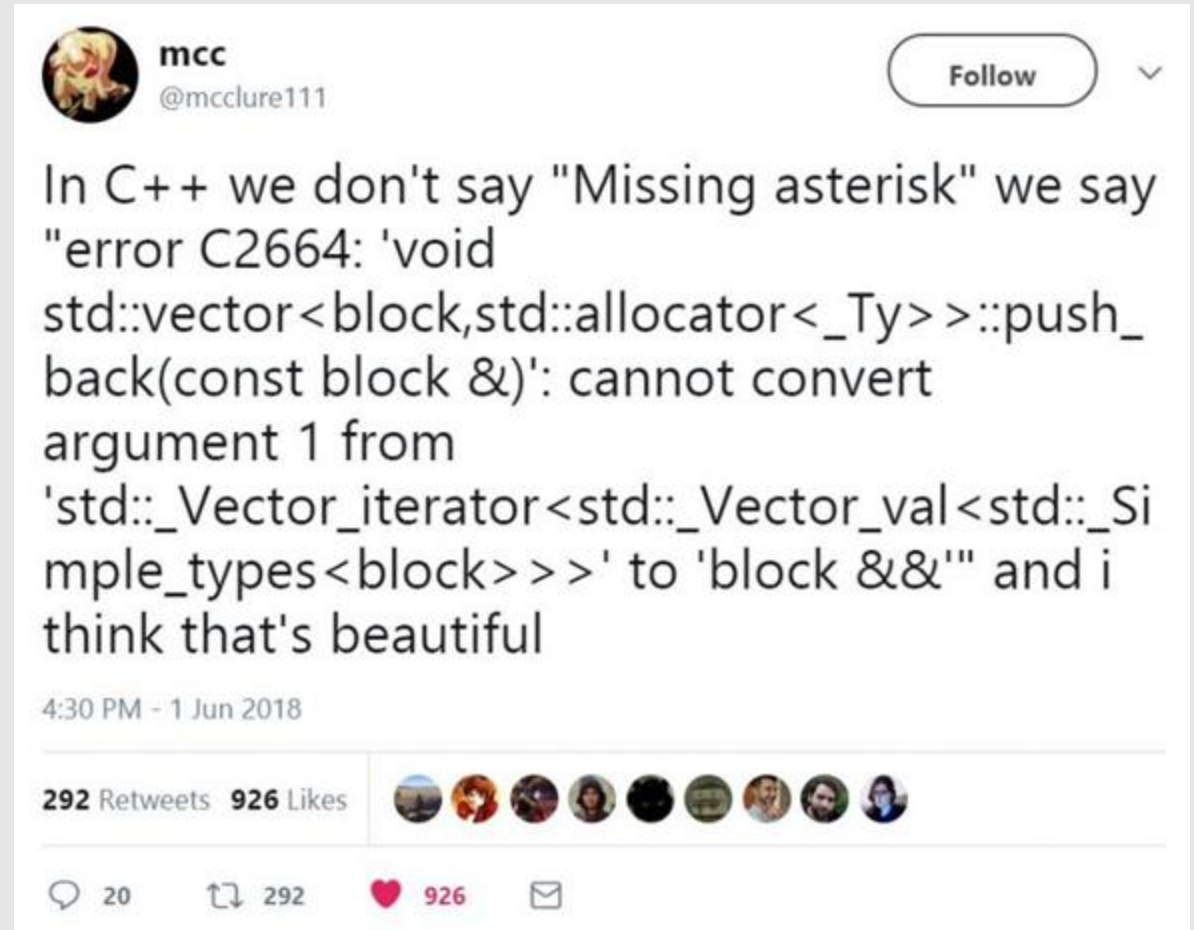 mcc
@mcclure111
Follow
In C++ we don't say "Missing asterisk" we say
"error C2664: 'void
std::vector<block,std::allocator<_Ty>>::push_
back(const block &)': cannot convert
argument 1 from
'std::_Vector_iterator<std::_Vector_val<std::_Si
mple_types<block>>>' to 'block &&'" and i
think that's beautiful
4:30 PM - 1 Jun 2018
292 Retweets 926 Likes
20 292 926